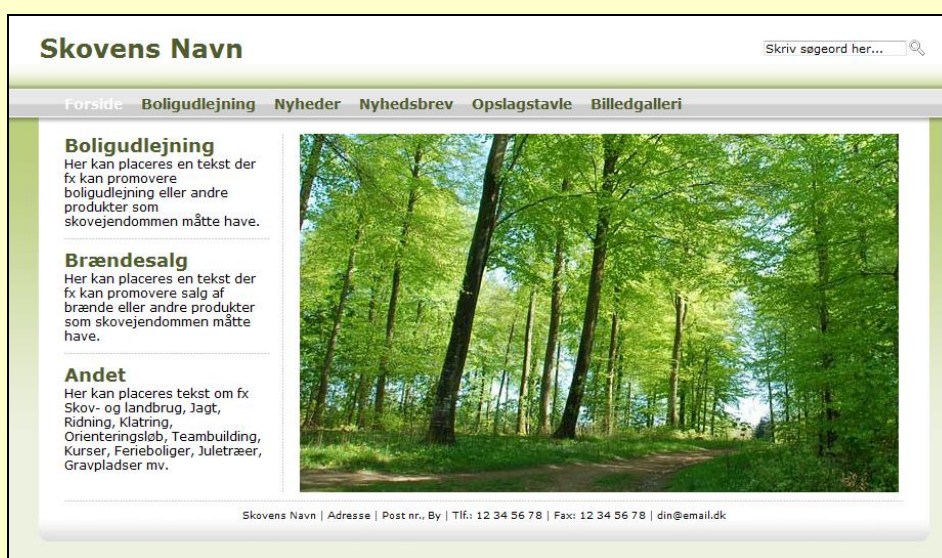 Skovens Navn
Skriv søgeord her...
Forside Boligudlejning Nyheder Nyhedsbrev Opslagstavle Billedgalleri
Boligudlejning
Her kan placeres en tekst der
fx kan promovere
boligudlejning eller andre
produkter som
skovejendommen måtte have.
Brændesalg
Her kan placeres en tekst der
fx kan promovere salg af
brænde eller andre produkter
som skovejendommen måtte
have.
Andet
Her kan placeres tekst om fx
Skov- og landbrug, Jagt,
Ridning, Klatring,
Orienteringsløb, Teambuilding,
Kurser, Ferieboliger, Juletræer,
Gravpladser mv.
Skovens Navn | Adresse | Post nr., By | Tlf.: 12 34 56 78 | Fax: 12 34 56 78 | din@email.dk